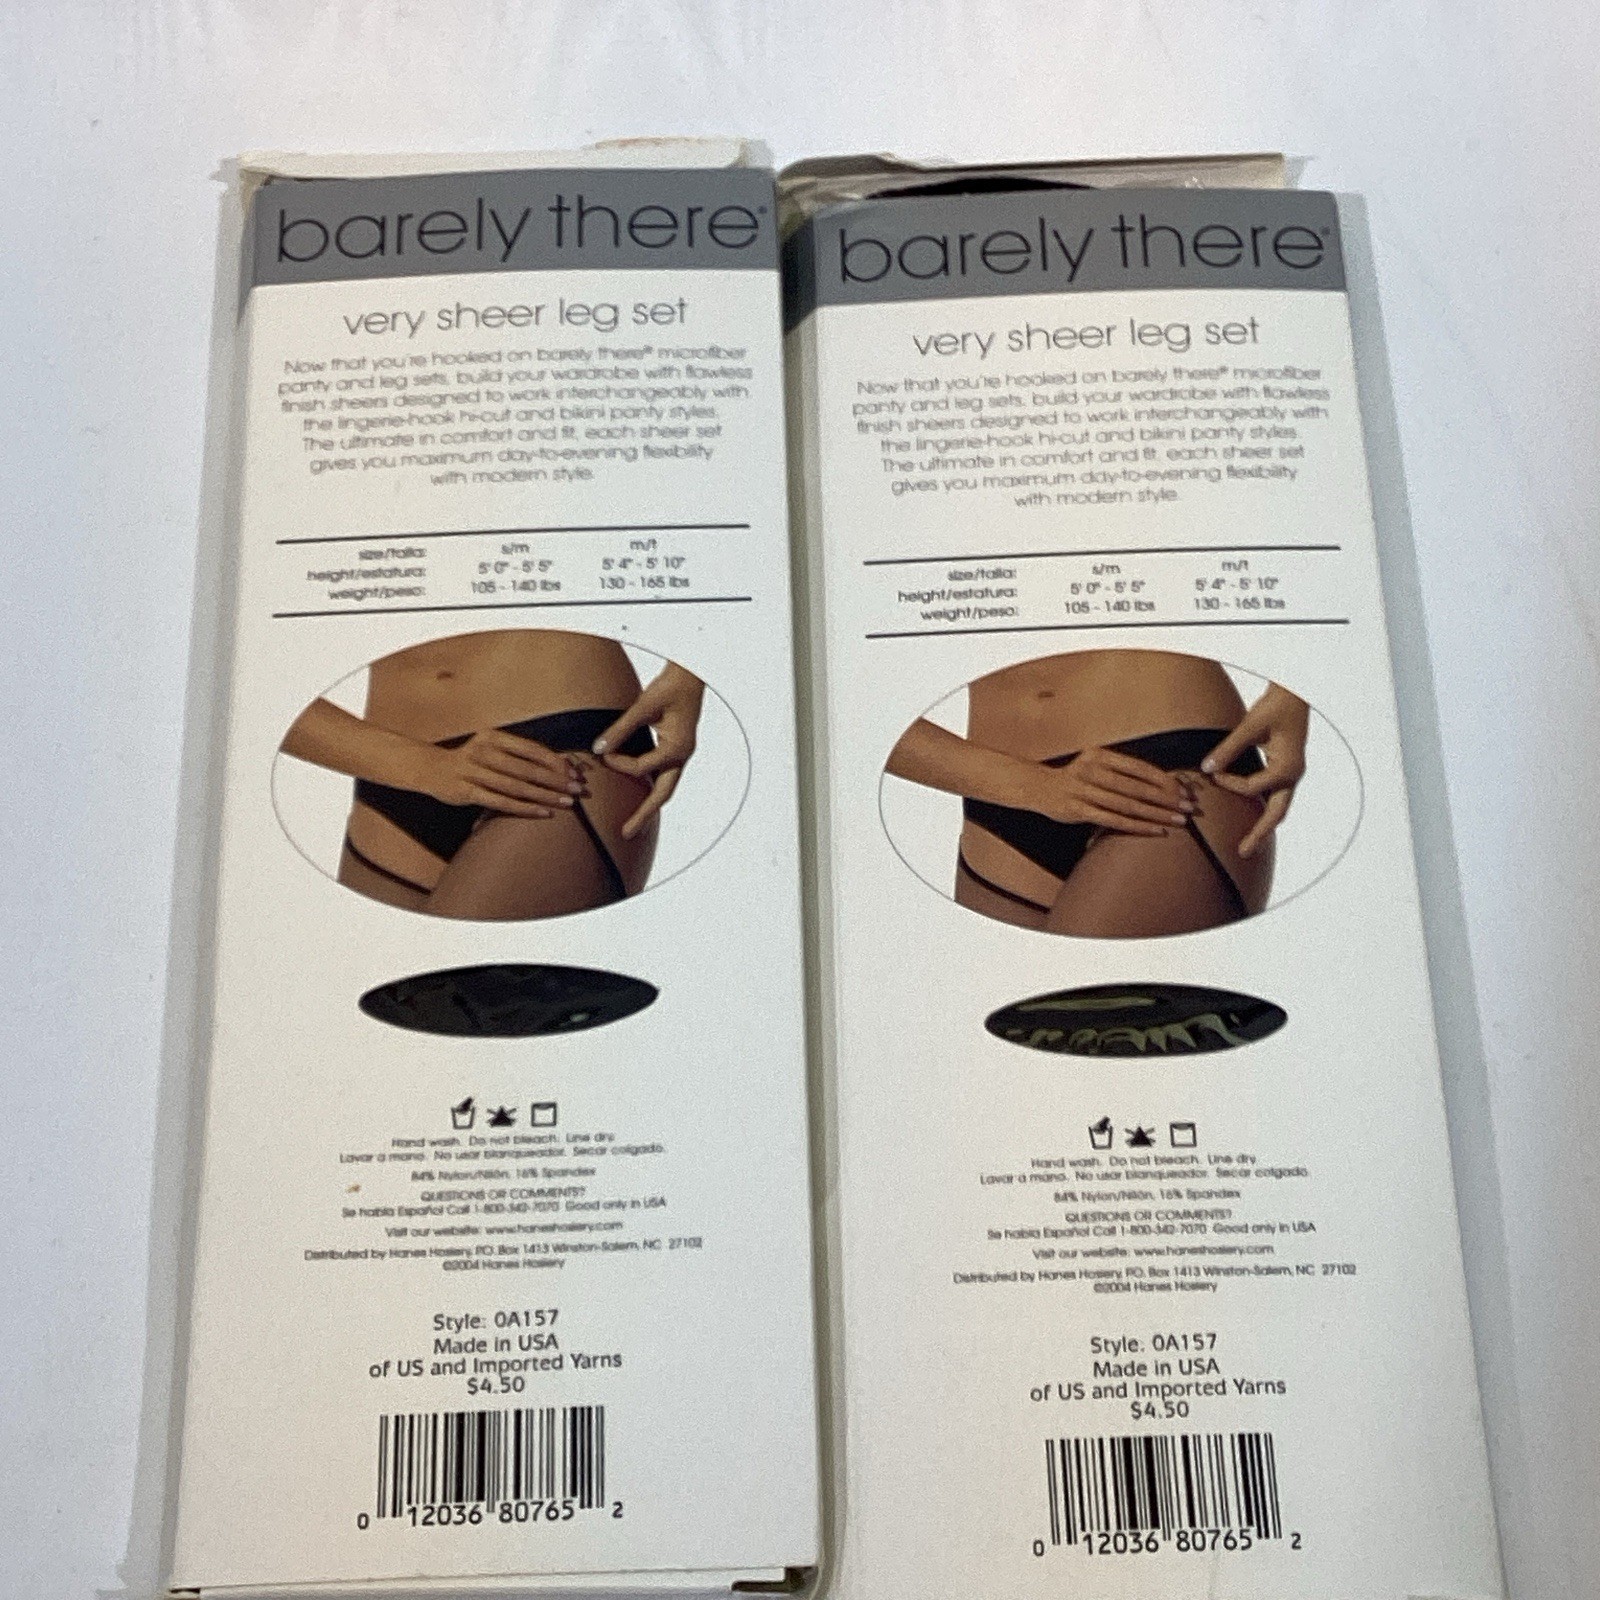 barely there®
very sheer leg set
Now that you're hooked on barely there® microfiber
panty and leg sets, build your wardrobe with flawless
finish sheers designed to work interchangeably with
the lingerie-hook hi-cut and bikini panty styles.
The ultimate in comfort and fit, each sheer set
gives you maximum day-to-evening flexibility
with modern style.
size/talla: s/m m/t
height/estatura: 5' 0" - 5' 5" 5' 4" - 5' 10"
weight/peso: 105 - 140 lbs 130 - 165 lbs
Hand wash. Do not bleach. Line dry.
Lavar a mano. No usar blanqueador. Secar colgado.
84% Nylon/Nilón, 16% Spandex
QUESTIONS OR COMMENTS?
Se habla Español Call 1-800-342-7070 Good only in USA
Visit our website: www.haneshosiery.com
Distributed by Hanes Hosiery, P.O. Box 1413 Winston-Salem, NC 27102
©2004 Hanes Hosiery
Style: 0A157
Made in USA
of US and Imported Yarns
$4.50
0 12036 80765 2
barely there®
very sheer leg set
Now that you're hooked on barely there® microfiber
panty and leg sets, build your wardrobe with flawless
finish sheers designed to work interchangeably with
the lingerie-hook hi-cut and bikini panty styles.
The ultimate in comfort and fit, each sheer set
gives you maximum day-to-evening flexibility
with modern style.
size/talla: s/m m/t
height/estatura: 5' 0" - 5' 5" 5' 4" - 5' 10"
weight/peso: 105 - 140 lbs 130 - 165 lbs
Hand wash. Do not bleach. Line dry.
Lavar a mano. No usar blanqueador. Secar colgado.
84% Nylon/Nilón, 16% Spandex
QUESTIONS OR COMMENTS?
Se habla Español Call 1-800-342-7070 Good only in USA
Visit our website: www.haneshosiery.com
Distributed by Hanes Hosiery, P.O. Box 1413 Winston-Salem, NC 27102
©2004 Hanes Hosiery
Style: 0A157
Made in USA
of US and Imported Yarns
$4.50
0 12036 80765 2